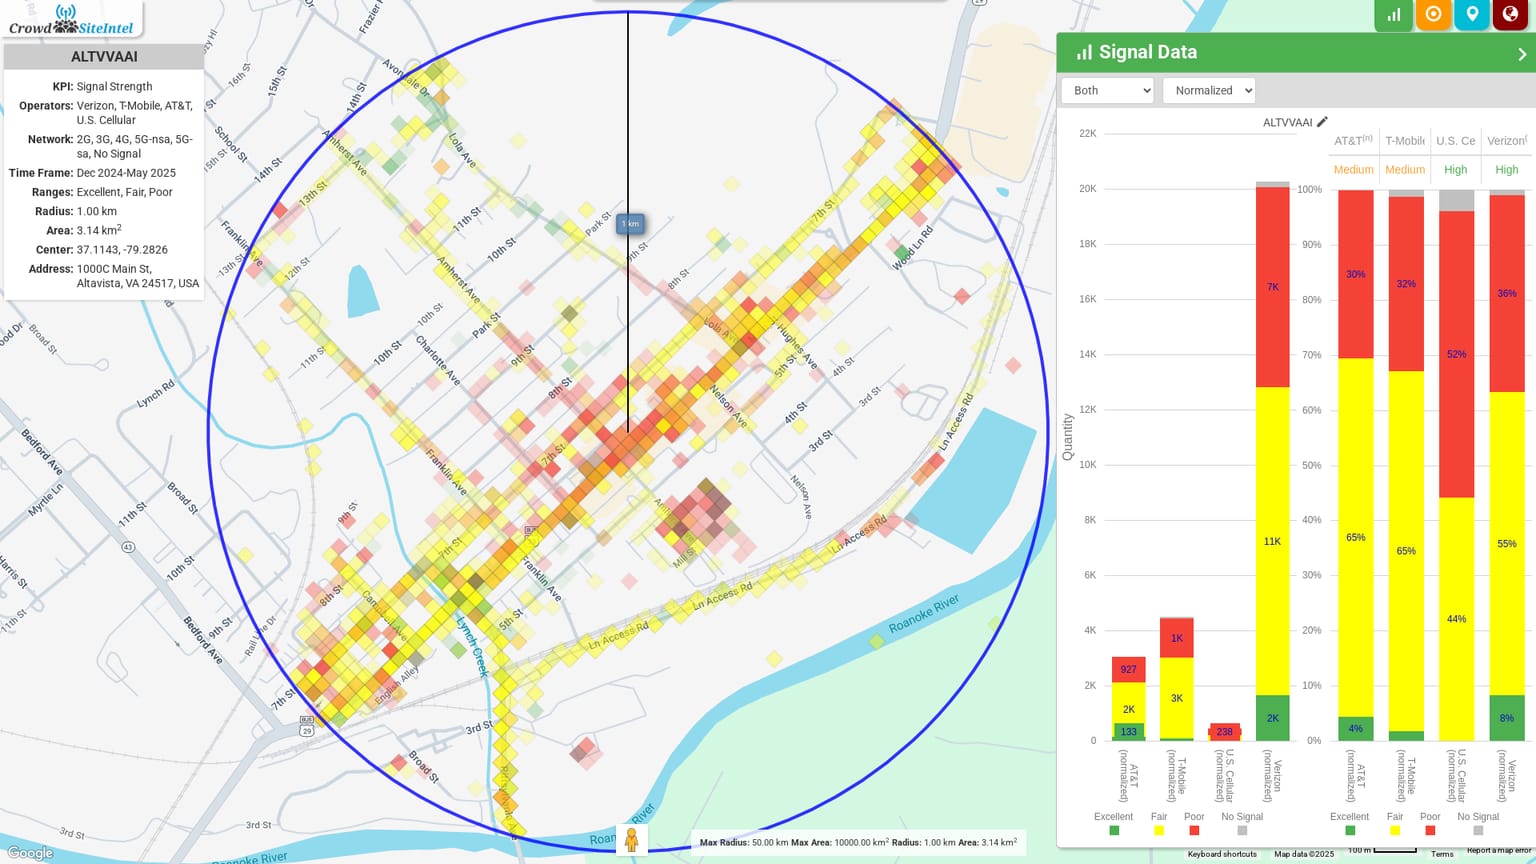 Crowd SiteIntel
ALTVVAAI
KPI: Signal Strength
Operators: Verizon, T-Mobile, AT&T,
U.S. Cellular
Network: 2G, 3G, 4G, 5G-nsa, 5G-
sa, No Signal
Time Frame: Dec 2024-May 2025
Ranges: Excellent, Fair, Poor
Radius: 1.00 km
Area: 3.14 km²
Center: 37.1143, -79.2826
Address: 1000C Main St,
Altavista, VA 24517, USA
Avondale Dr
16th St
15th St
14th St
School St
15th St
14th St
Lola Ave
Amherst Ave
13th St
11th St
Park St
10th St
9th St
8th St
7th St
Wood Ln Rd
29
Franklin Ave
13th St
12th St
Amherst Ave
10th St
Park St
Charlotte Ave
9th St
8th St
10th St
11th St
Lola Ave
Hughes Ave
5th St
4th St
3rd St
Nelson Ave
4th St
3rd St
Nelson Ave
Broad St
Lynch Rd
Bedford Ave
Myrtle Ln
Broad St
11th St
43
10th St
Harris St
11th St
9th St
Bedford Ave
Rail Line Dr
Franklin Ave
7th St
9th St
8th St
7th St
Campbell Ave
Franklin Ave
5th St
Lynch Creek
English Alley
7th St
BUS
29
3rd St
Broad St
3rd St
3rd St
Mill St
Ln Access Rd
Ln Access Rd
Ln Access Rd
Ln Access Rd
Roanoke River
Roanoke River
1 km
Google
Max Radius: 50.00 km Max Area: 10000.00 km² Radius: 1.00 km Area: 3.14 km²
Signal Data
Both
Normalized
ALTVVAAI
AT&T(n)
T-Mobile
U.S. Ce
Verizon(
Medium
Medium
High
High
Quantity
22K
20K
18K
16K
14K
12K
10K
8K
6K
4K
2K
0
927
2K
133
1K
3K
238
7K
11K
2K
AT&T
(normalized)
T-Mobile
(normalized)
U.S. Cellular
(normalized)
Verizon
(normalized)
Excellent
Fair
Poor
No Signal
100%
90%
80%
70%
60%
50%
40%
30%
20%
10%
0%
30%
65%
4%
32%
65%
52%
44%
36%
55%
8%
AT&T
(normalized)
T-Mobile
(normalized)
U.S. Cellular
(normalized)
Verizon
(normalized)
Excellent
Fair
Poor
No Signal
Keyboard shortcuts
Map data ©2025
100 m
Terms
Report a map error